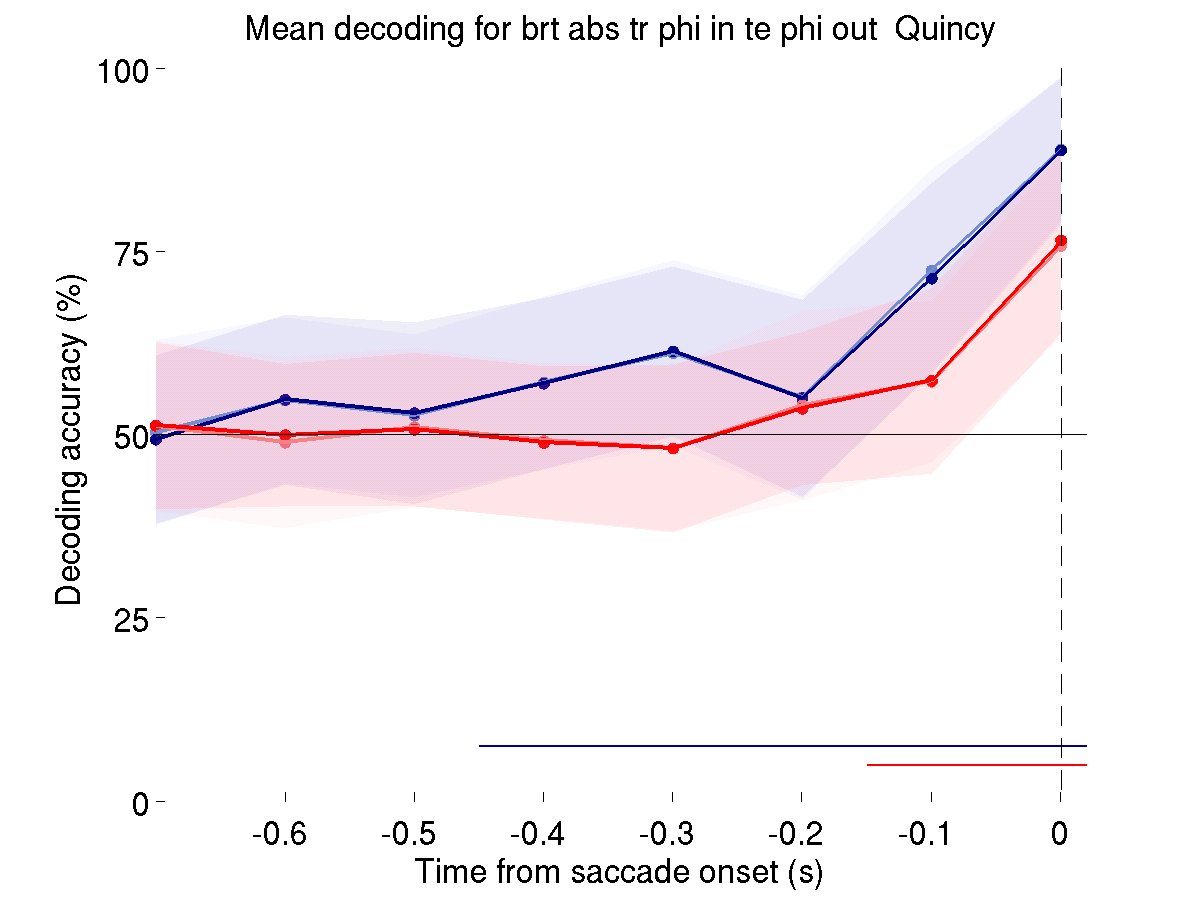 Mean decoding for brt abs tr phi in te phi out  Quincy
100
75
50
25
0
Decoding accuracy (%)
-0.6 -0.5 -0.4 -0.3 -0.2 -0.1 0
Time from saccade onset (s)